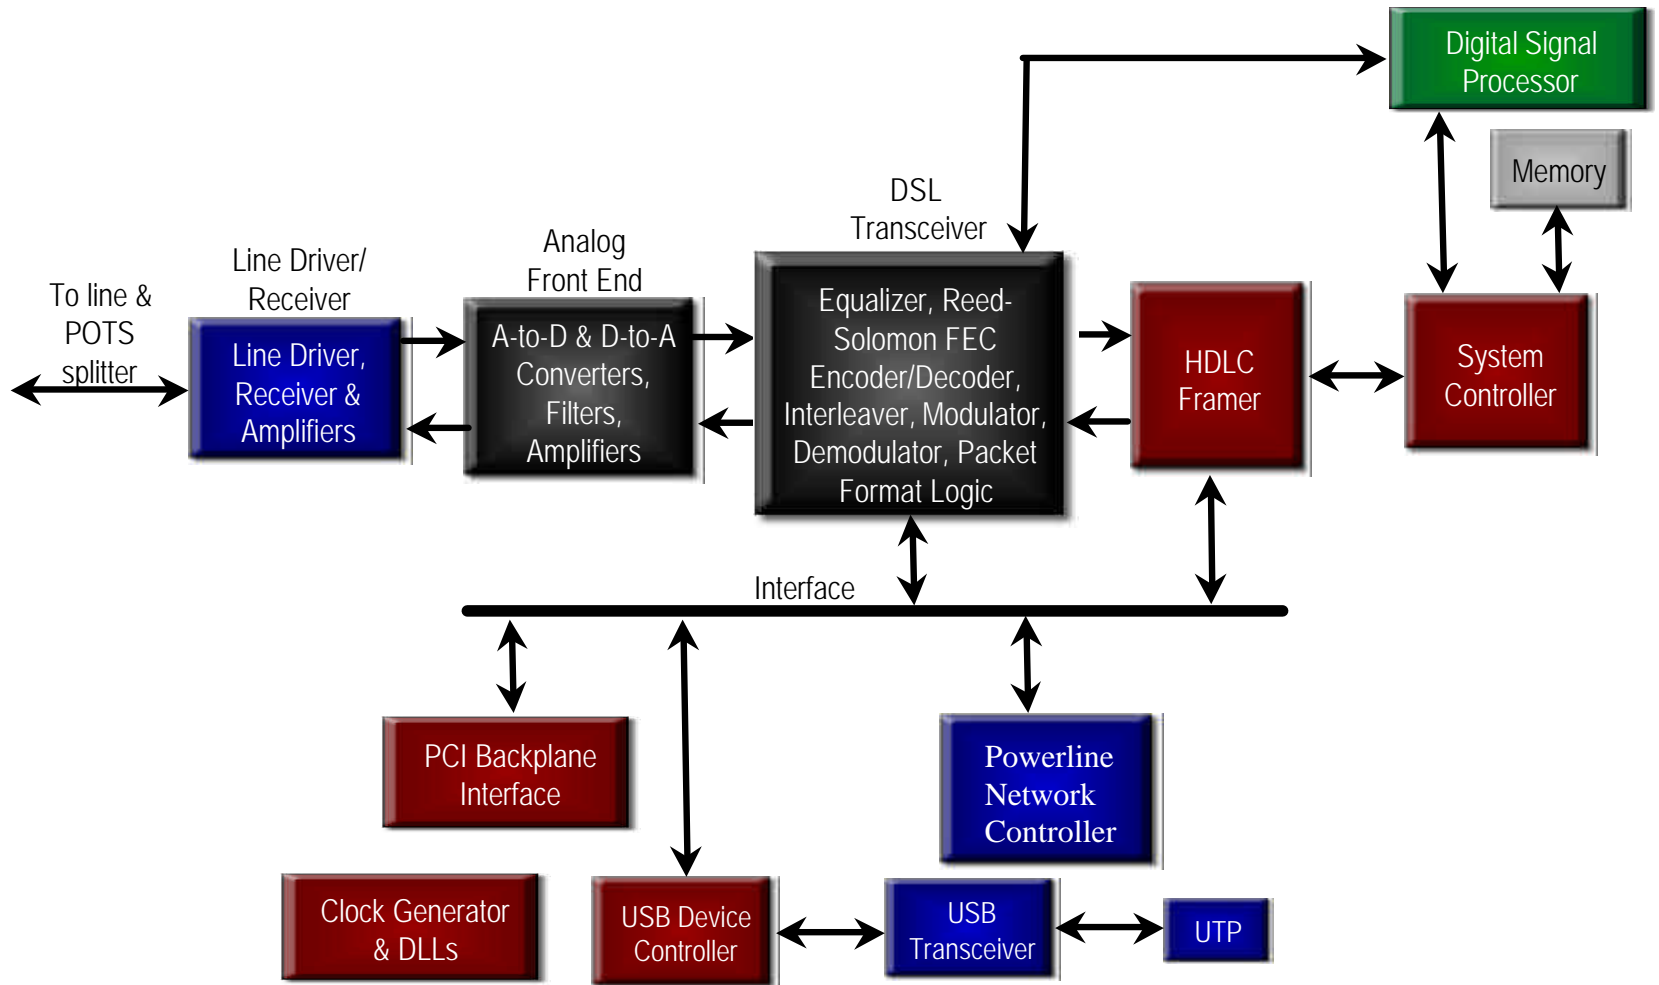 Digital Signal
Processor
Memory
DSL
Transceiver
Analog
Front End
Line Driver/
Receiver
To line &
POTS
splitter
Line Driver,
Receiver &
Amplifiers
A-to-D & D-to-A
Converters,
Filters,
Amplifiers
Equalizer, Reed-
Solomon FEC
Encoder/Decoder,
Interleaver, Modulator,
Demodulator, Packet
Format Logic
HDLC
Framer
System
Controller
Interface
PCI Backplane
Interface
Powerline
Network
Controller
Clock Generator
& DLLs
USB Device
Controller
USB
Transceiver
UTP